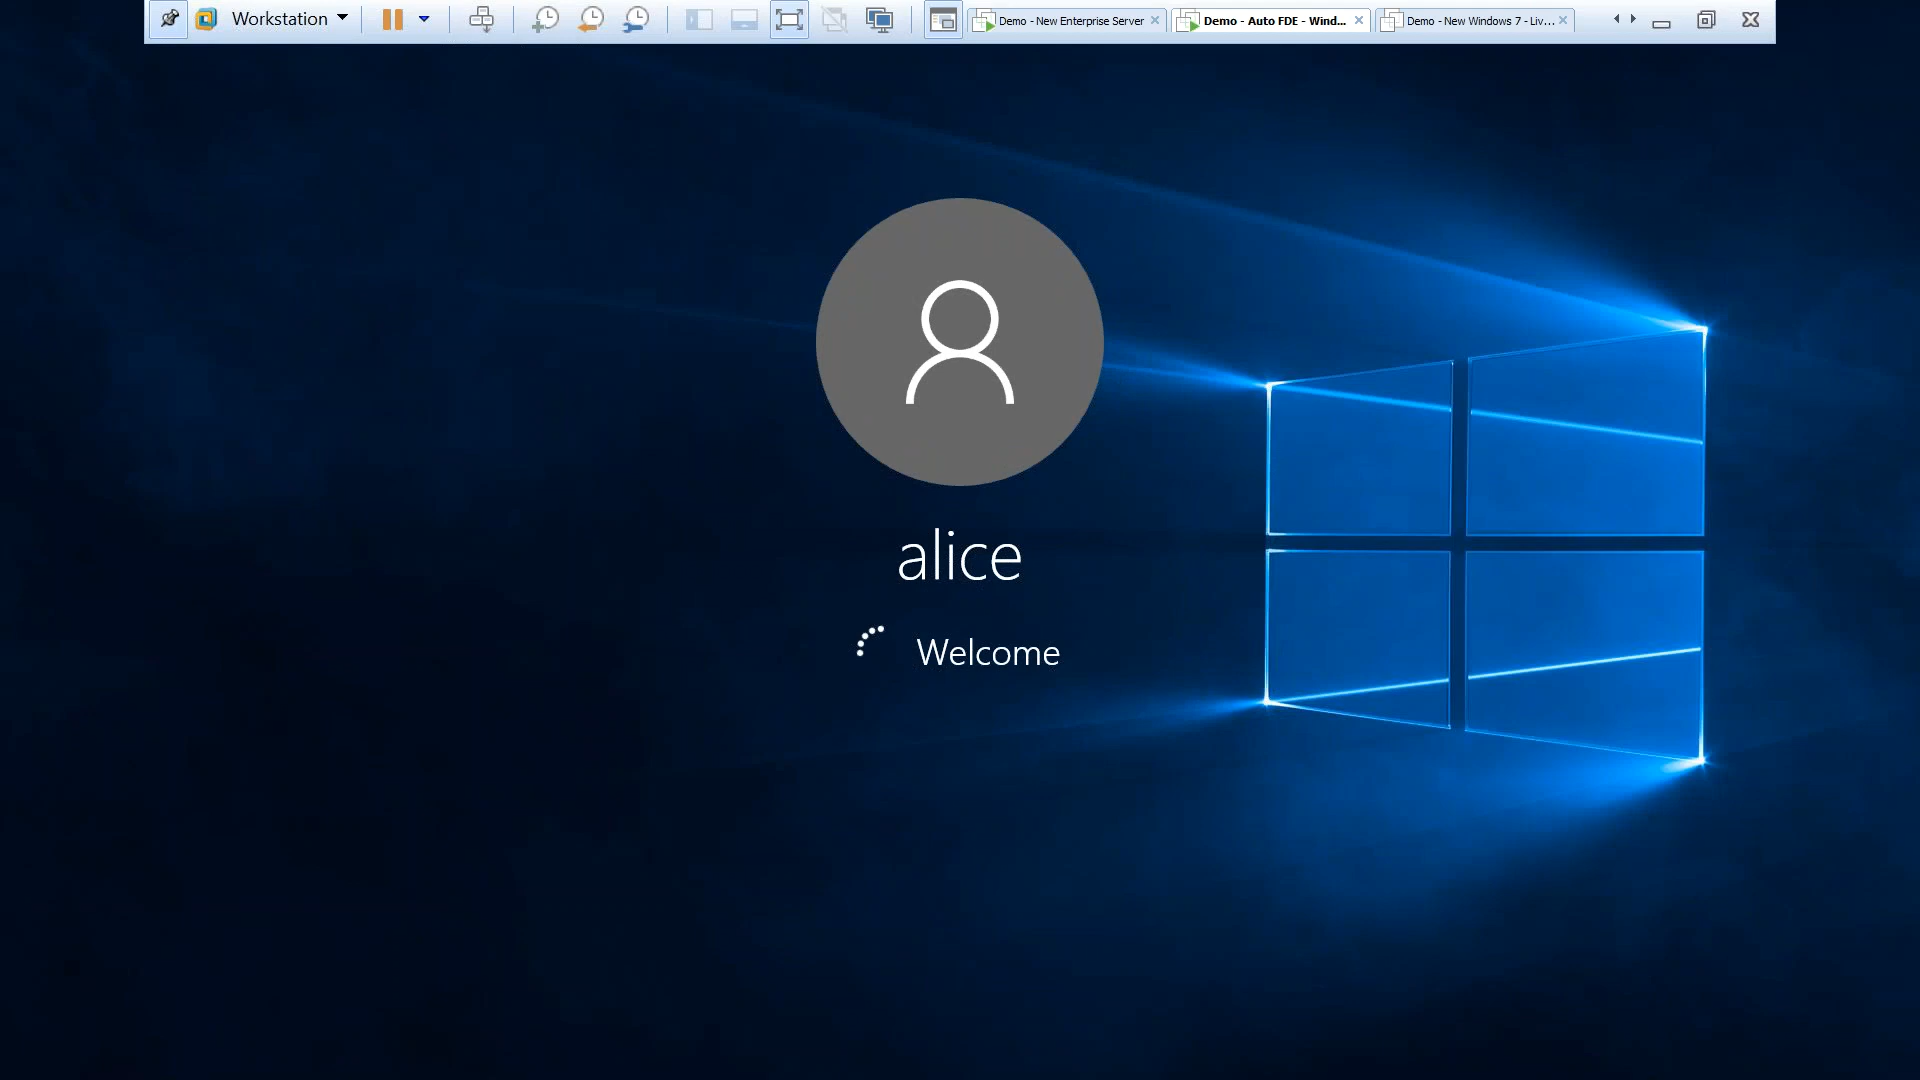 Workstation
Demo - New Enterprise Server
Demo - Auto FDE - Wind...
Demo - New Windows 7 - Liv...
alice
Welcome